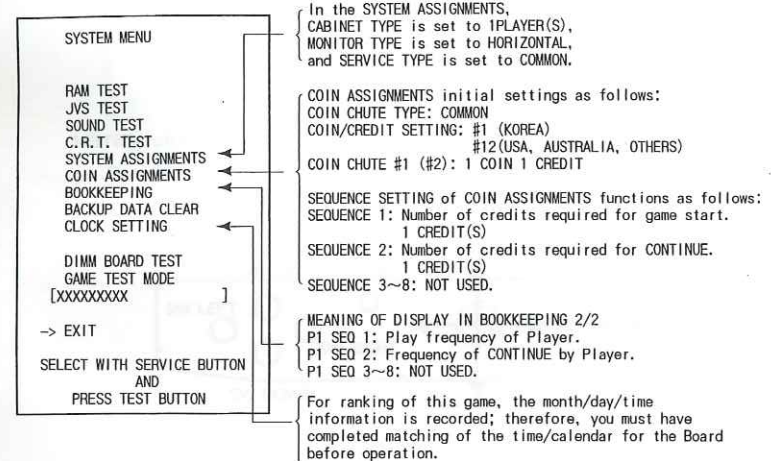 SYSTEM MENU
RAM TEST
JVS TEST
SOUND TEST
C.R.T. TEST
SYSTEM ASSIGNMENTS
COIN ASSIGNMENTS
BOOKKEEPING
BACKUP DATA CLEAR
CLOCK SETTING
DIMM BOARD TEST
GAME TEST MODE
[XXXXXXXXX ]
-> EXIT
SELECT WITH SERVICE BUTTON
AND
PRESS TEST BUTTON
In the SYSTEM ASSIGNMENTS,
CABINET TYPE is set to 1PLAYER(S),
MONITOR TYPE is set to HORIZONTAL,
and SERVICE TYPE is set to COMMON.
COIN ASSIGNMENTS initial settings as follows:
COIN CHUTE TYPE: COMMON
COIN/CREDIT SETTING: #1 (KOREA)
#12(USA, AUSTRALIA, OTHERS)
COIN CHUTE #1 (#2): 1 COIN 1 CREDIT
SEQUENCE SETTING of COIN ASSIGNMENTS functions as follows:
SEQUENCE 1: Number of credits required for game start.
1 CREDIT(S)
SEQUENCE 2: Number of credits required for CONTINUE.
1 CREDIT(S)
SEQUENCE 3~8: NOT USED.
MEANING OF DISPLAY IN BOOKKEEPING 2/2
P1 SEQ 1: Play frequency of Player.
P1 SEQ 2: Frequency of CONTINUE by Player.
P1 SEQ 3~8: NOT USED.
For ranking of this game, the month/day/time
information is recorded; therefore, you must have
completed matching of the time/calendar for the Board
before operation.